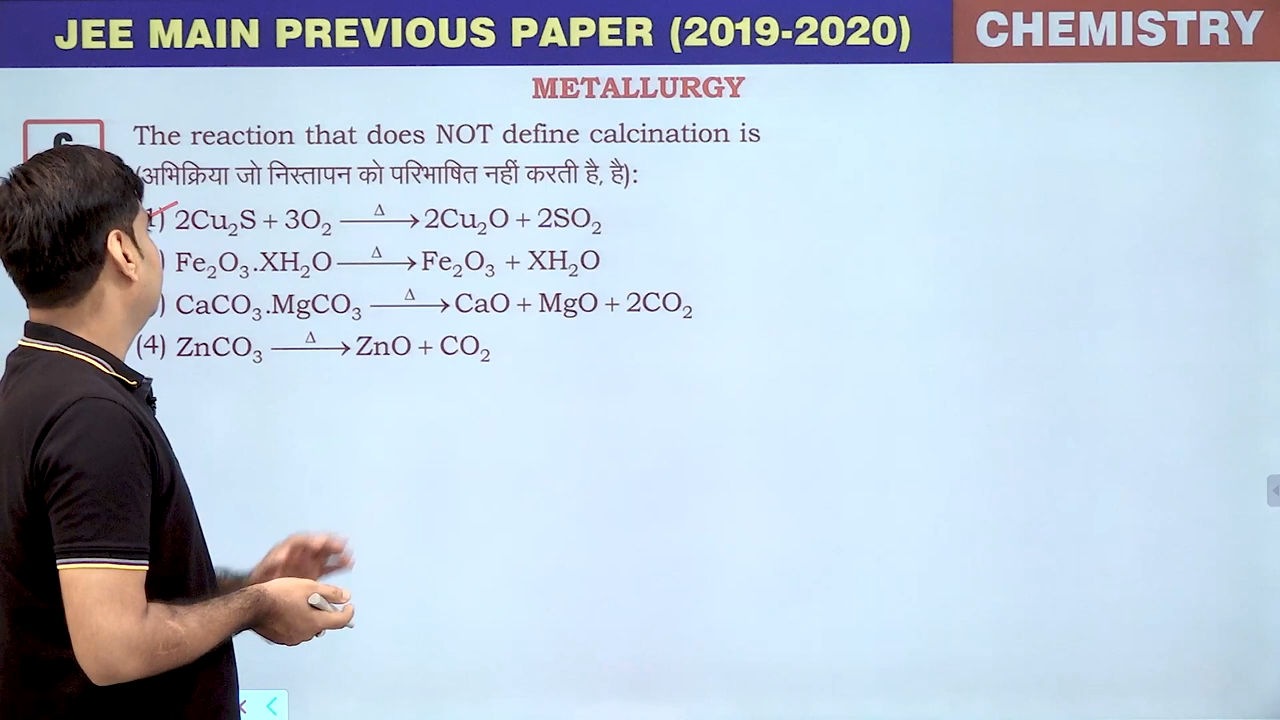 JEE MAIN PREVIOUS PAPER (2019-2020)
CHEMISTRY
METALLURGY
The reaction that does NOT define calcination is
(अभिक्रिया जो निस्तापन को परिभाषित नहीं करती है, है):
1) 2Cu₂S + 3O₂ —Δ→ 2Cu₂O + 2SO₂
) Fe₂O₃.XH₂O —Δ→ Fe₂O₃ + XH₂O
) CaCO₃.MgCO₃ —Δ→ CaO + MgO + 2CO₂
(4) ZnCO₃ —Δ→ ZnO + CO₂